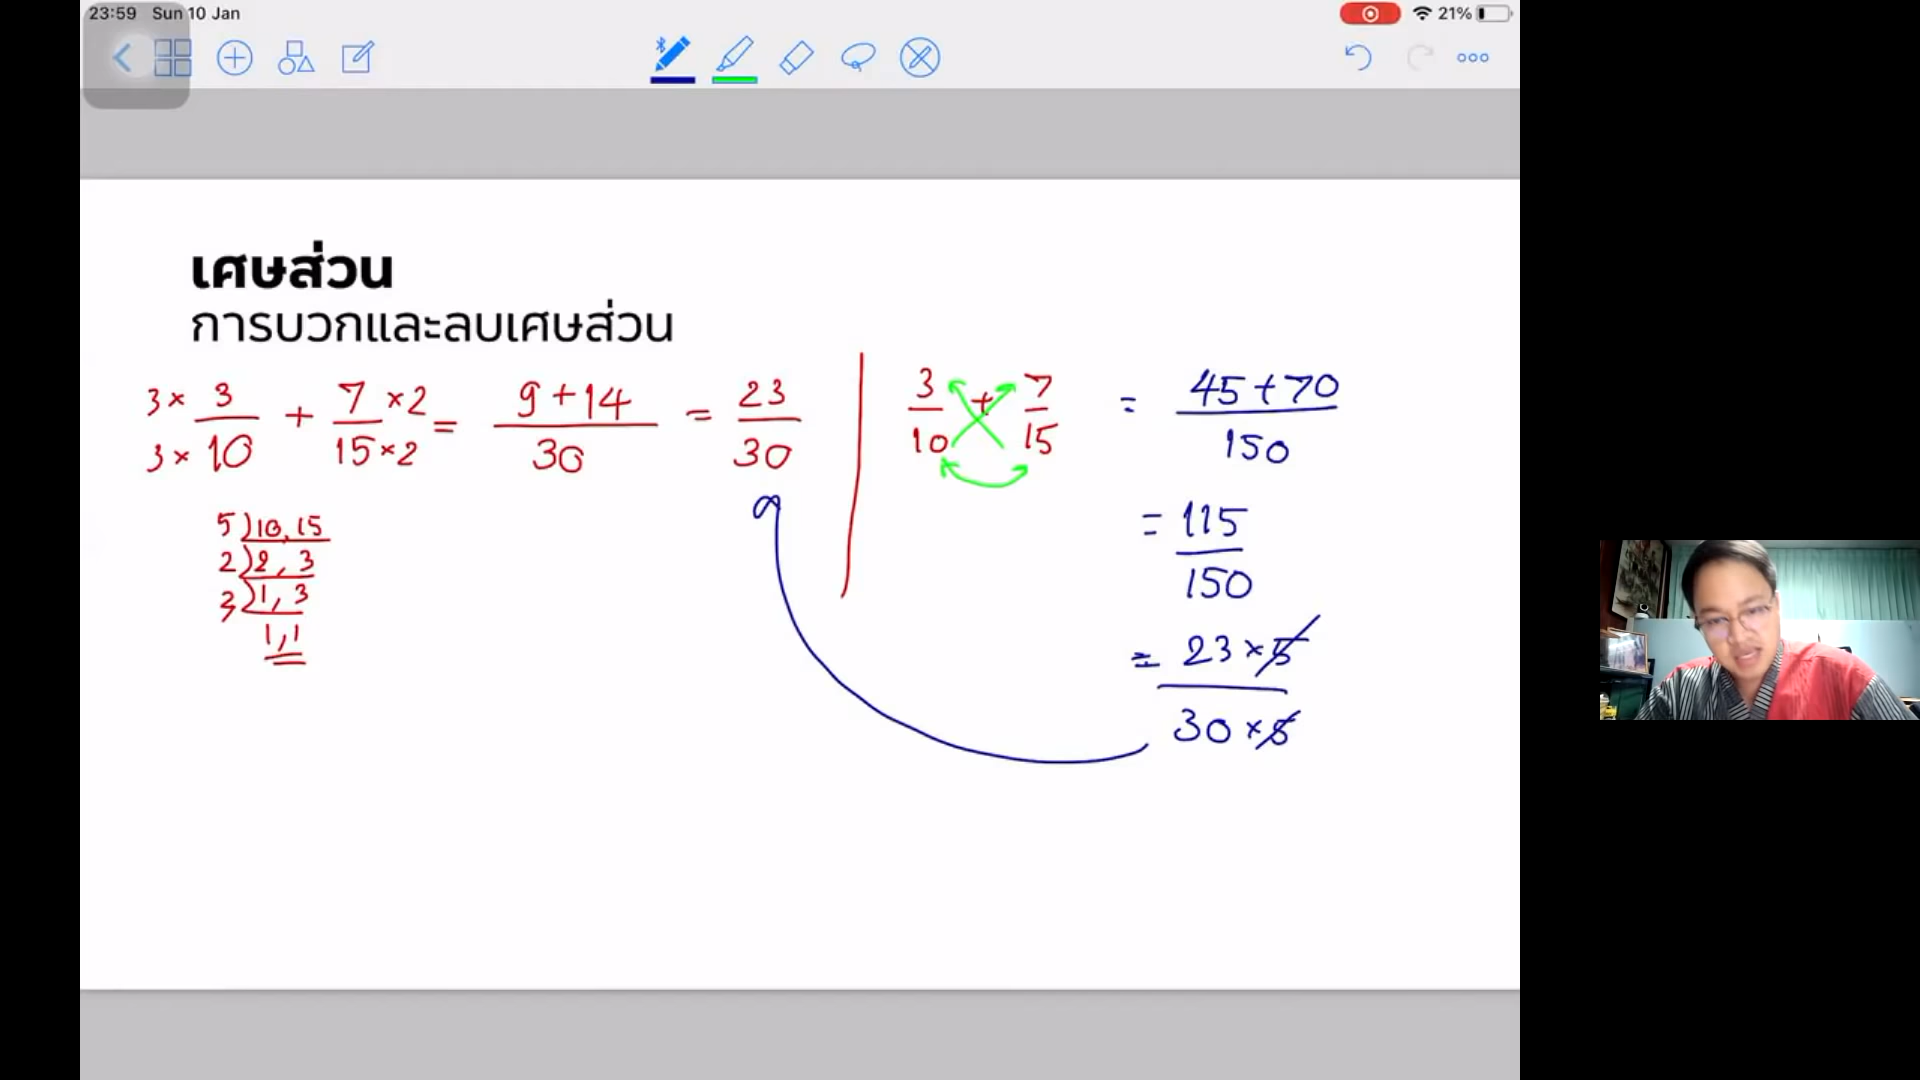 23:59 Sun 10 Jan
21%
เศษส่วน
การบวกและลบเศษส่วน
3 × 3/3 × 10 + 7 × 2/15 × 2 = 9 + 14/30 = 23/30
5)10, 15
2)2, 3
3)1, 3
1, 1
3/10 + 7/15 = 45 + 70/150
= 115/150
= 23 × 5/30 × 5